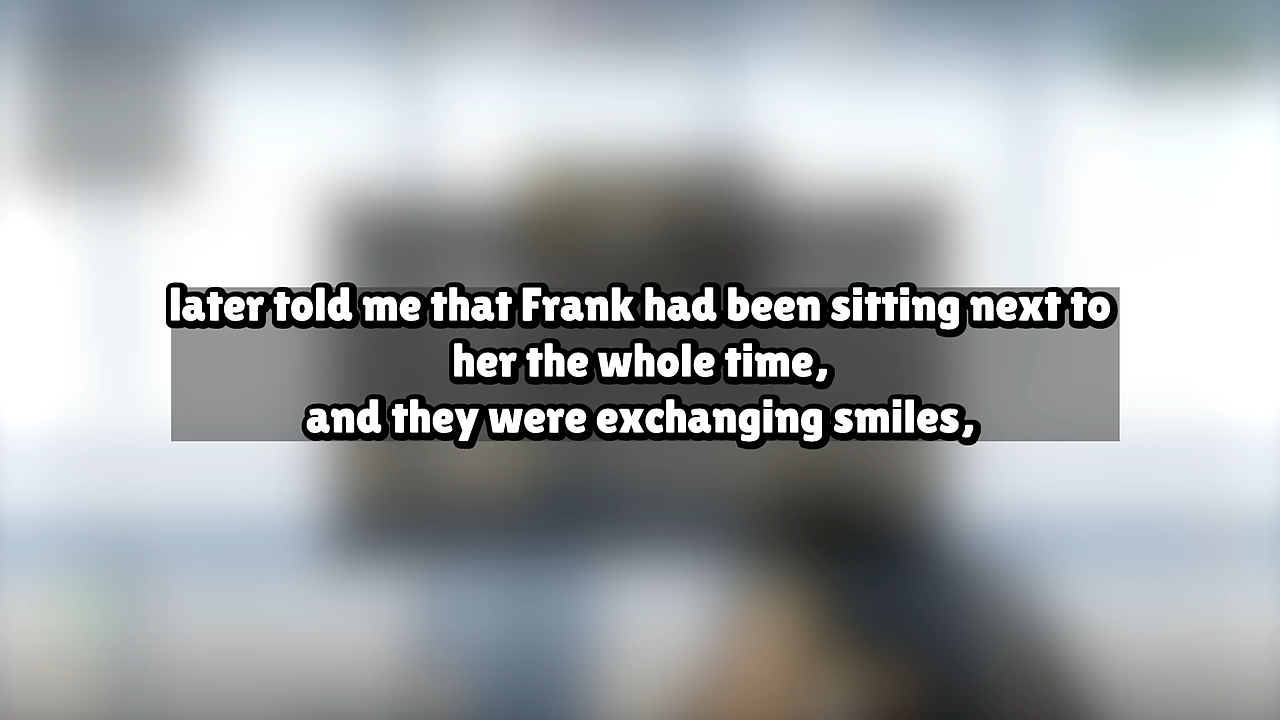 later told me that Frank had been sitting next to
her the whole time,
and they were exchanging smiles,